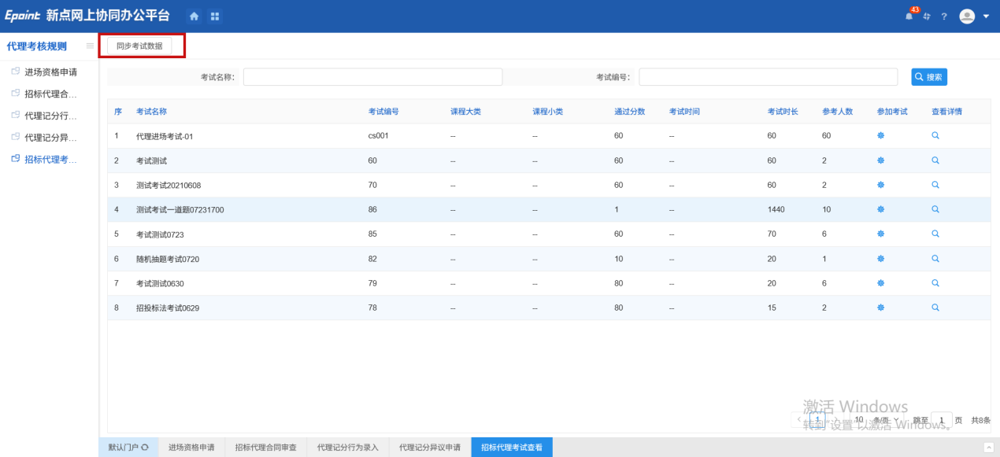 Epoint 新点网上协同办公平台 43 ?
代理考核规则
进场资格申请
招标代理合...
代理记分行...
代理记分异...
招标代理考...
同步考试数据
考试名称: 考试编号: 搜索
序 考试名称 考试编号 课程大类 课程小类 通过分数 考试时间 考试时长 参考人数 参加考试 查看详情
1 代理进场考试-01 cs001 -- -- 60 -- 60 60
2 考试测试 60 -- -- 60 -- 60 2
3 测试考试20210608 70 -- -- 60 -- 60 2
4 测试考试一道题07231700 86 -- -- 1 -- 1440 10
5 考试测试0723 85 -- -- 60 -- 70 6
6 随机抽题考试0720 82 -- -- 10 -- 20 1
7 考试测试0630 79 -- -- 80 -- 20 6
8 招投标法考试0629 78 -- -- 80 -- 15 2
激活 Windows
转到"设置"以激活 Windows。
< 1 > 10 条/页 跳至 1 页 共8条
默认门户 进场资格申请 招标代理合同审查 代理记分行为录入 代理记分异议申请 招标代理考试查看